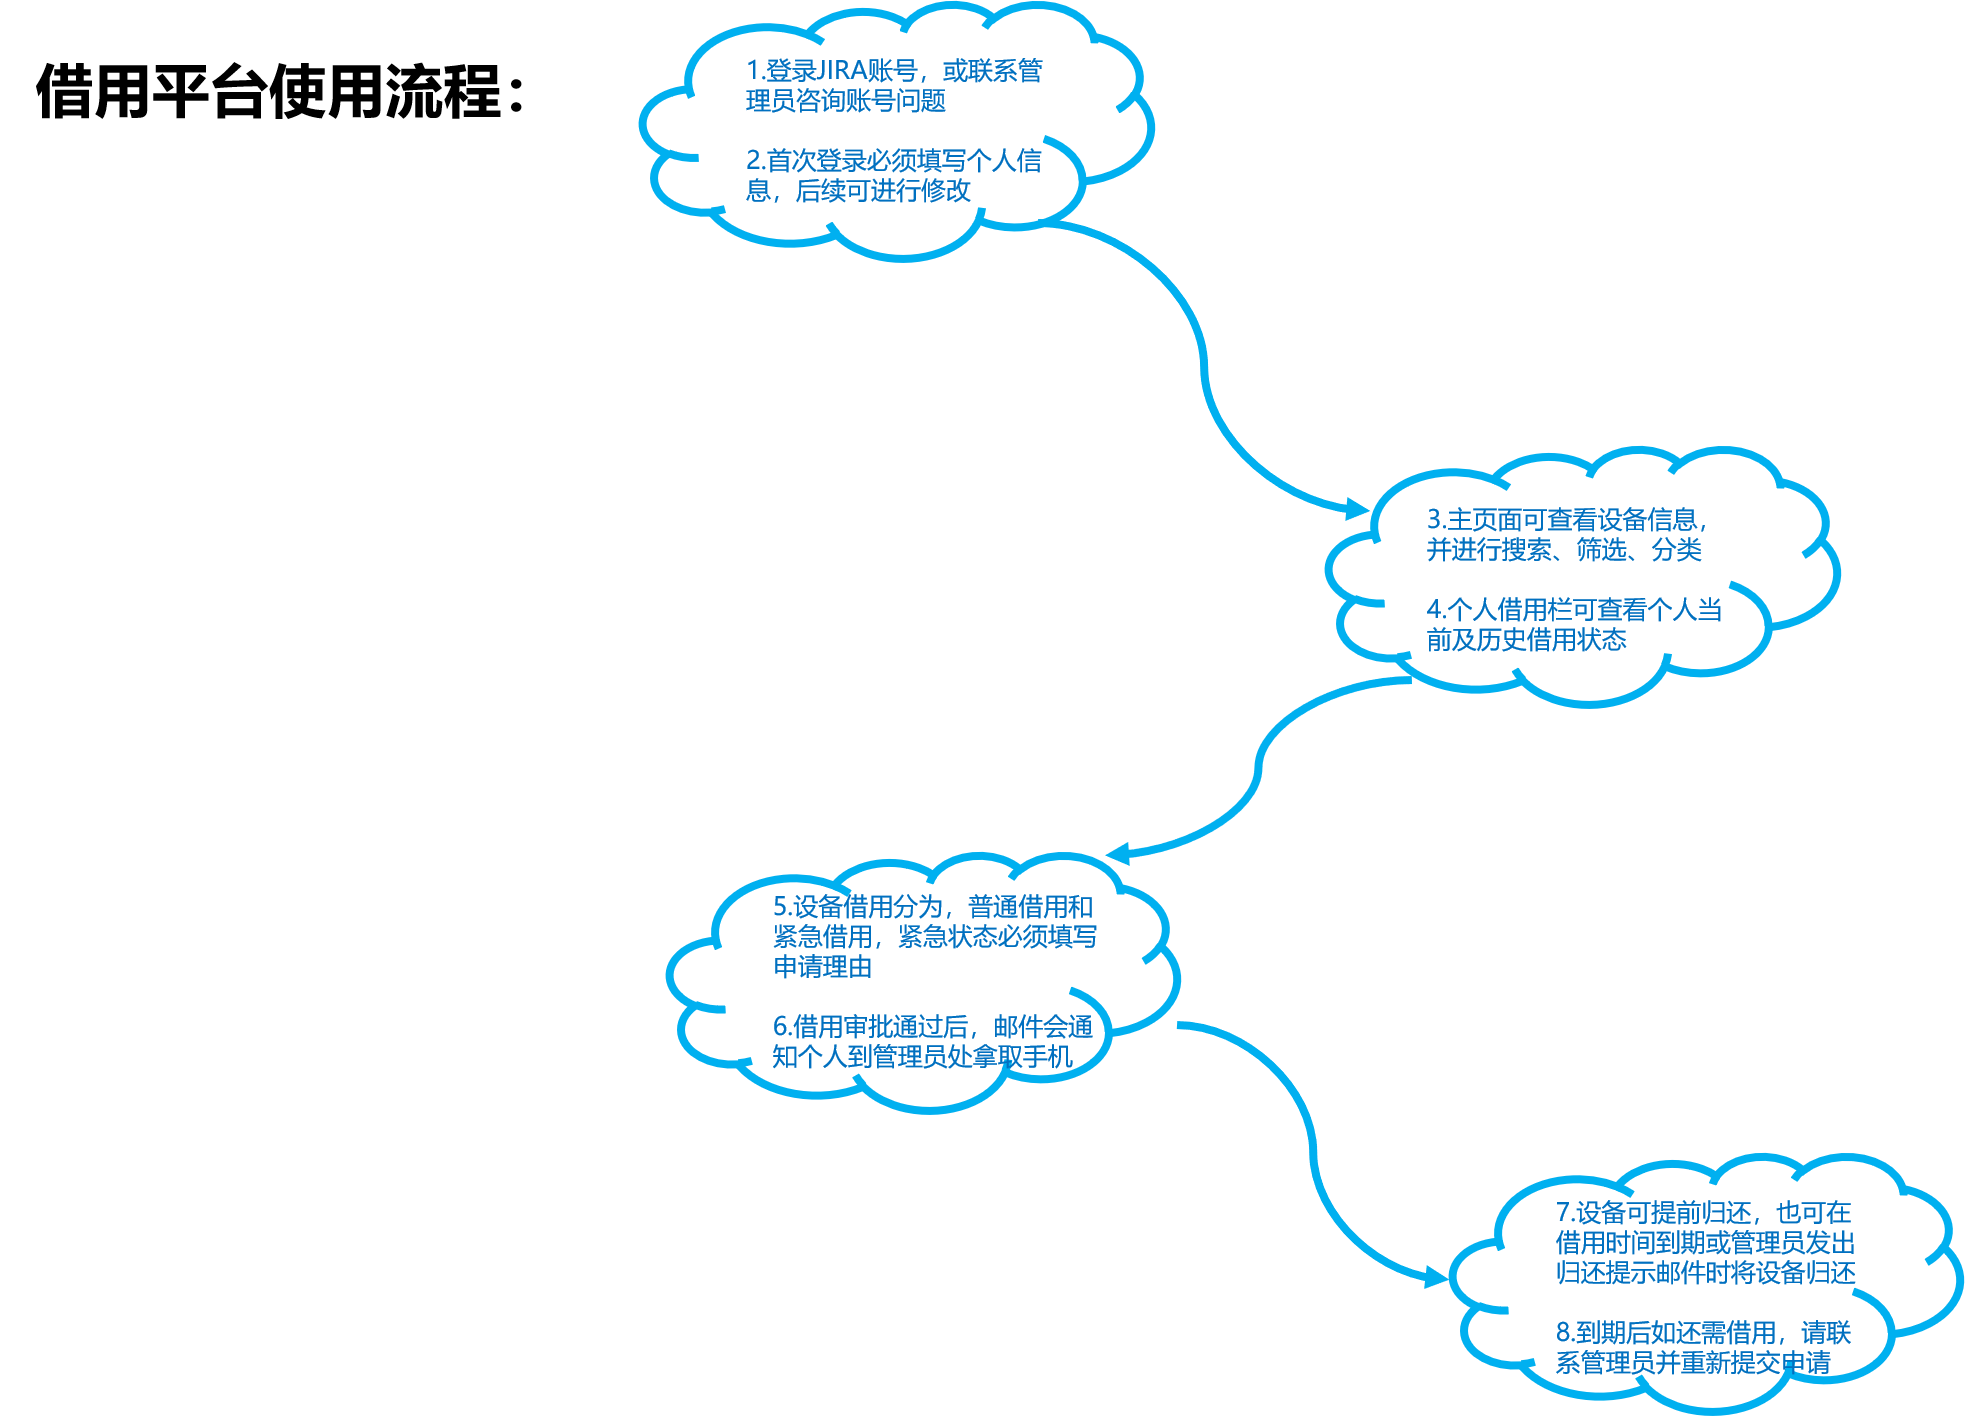 借用平台使用流程：
1.登录JIRA账号，或联系管
理员咨询账号问题
2.首次登录必须填写个人信
息，后续可进行修改
3.主页面可查看设备信息，
并进行搜索、筛选、分类
4.个人借用栏可查看个人当
前及历史借用状态
5.设备借用分为，普通借用和
紧急借用，紧急状态必须填写
申请理由
6.借用审批通过后，邮件会通
知个人到管理员处拿取手机
7.设备可提前归还，也可在
借用时间到期或管理员发出
归还提示邮件时将设备归还
8.到期后如还需借用，请联
系管理员并重新提交申请